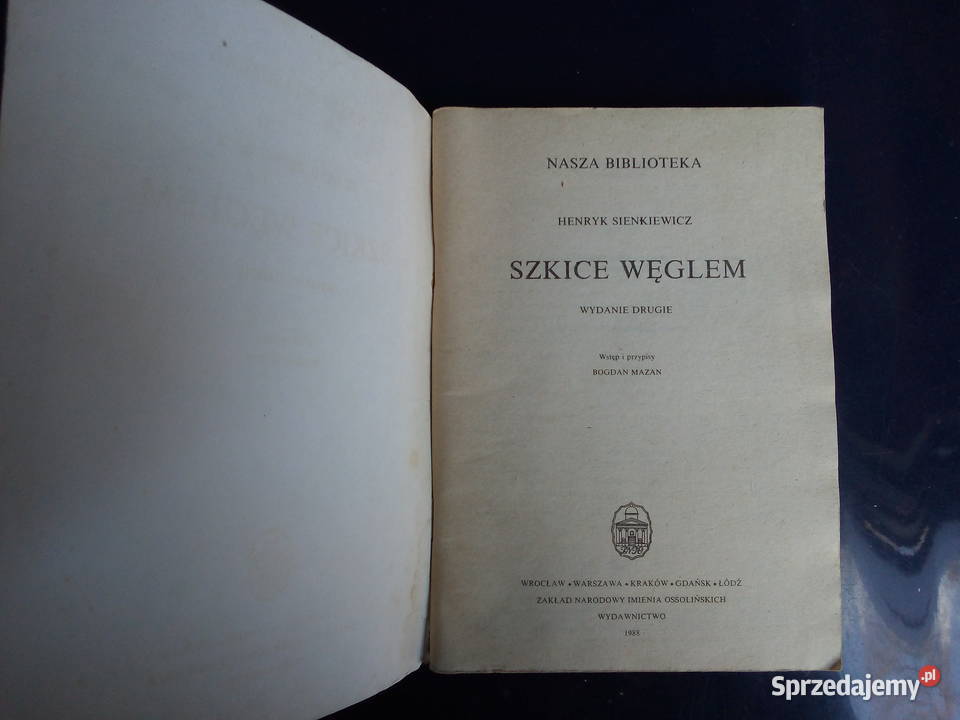 NASZA BIBLIOTEKA
HENRYK SIENKIEWICZ
SZKICE WĘGLEM
WYDANIE DRUGIE
Wstęp i przypisy
BOGDAN MAZAN
WROCŁAW • WARSZAWA • KRAKÓW • GDAŃSK • ŁÓDŹ
ZAKŁAD NARODOWY IMIENIA OSSOLIŃSKICH
WYDAWNICTWO
1988
Sprzedajemy.pl